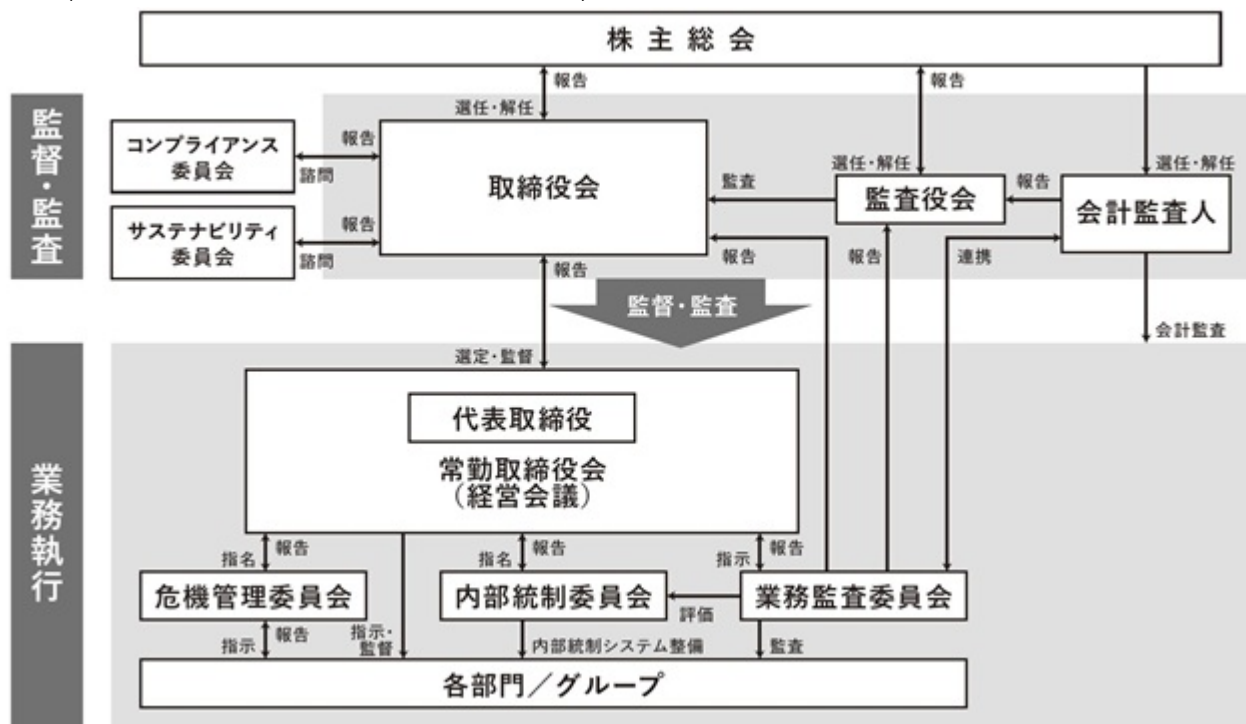 株主総会
報告
報告
選任・解任
監督・監査
コンプライアンス
委員会
報告
諮問
取締役会
監査
選任・解任
監査役会
報告
選任・解任
会計監査人
サステナビリティ
委員会
報告
諮問
報告
報告
報告
連携
監督・監査
会計監査
選定・監督
業務執行
代表取締役
常勤取締役会
（経営会議）
指名
報告
指名
報告
指示
報告
危機管理委員会
内部統制委員会
評価
業務監査委員会
指示
報告
指示・
監督
内部統制システム整備
監査
各部門／グループ